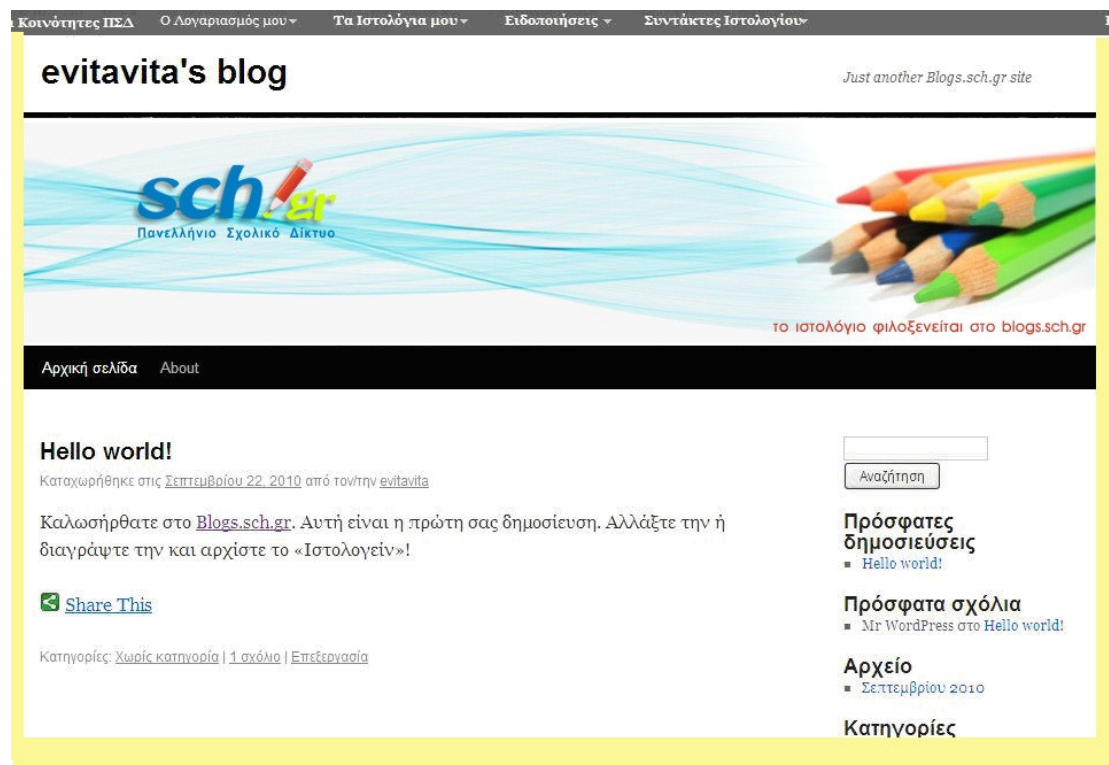 Κοινότητες ΠΣΔ Ο Λογαριασμός μου Τα Ιστολόγια μου Ειδοποιήσεις Συντάκτες Ιστολογίου
evitavita's blog
Just another Blogs.sch.gr site
sch.gr
Πανελλήνιο Σχολικό Δίκτυο
το ιστολόγιο φιλοξενείται στο blogs.sch.gr
Αρχική σελίδα About
Hello world!
Καταχωρήθηκε στις Σεπτεμβρίου 22, 2010 από τον/την evitavita
Καλωσήρθατε στο Blogs.sch.gr. Αυτή είναι η πρώτη σας δημοσίευση. Αλλάξτε την ή
διαγράψτε την και αρχίστε το «Ιστολογείν»!
Share This
Κατηγορίες: Χωρίς κατηγορία | 1 σχόλιο | Επεξεργασία
Αναζήτηση
Πρόσφατες
δημοσιεύσεις
Hello world!
Πρόσφατα σχόλια
Mr WordPress στο Hello world!
Αρχείο
Σεπτεμβρίου 2010
Κατηγορίες